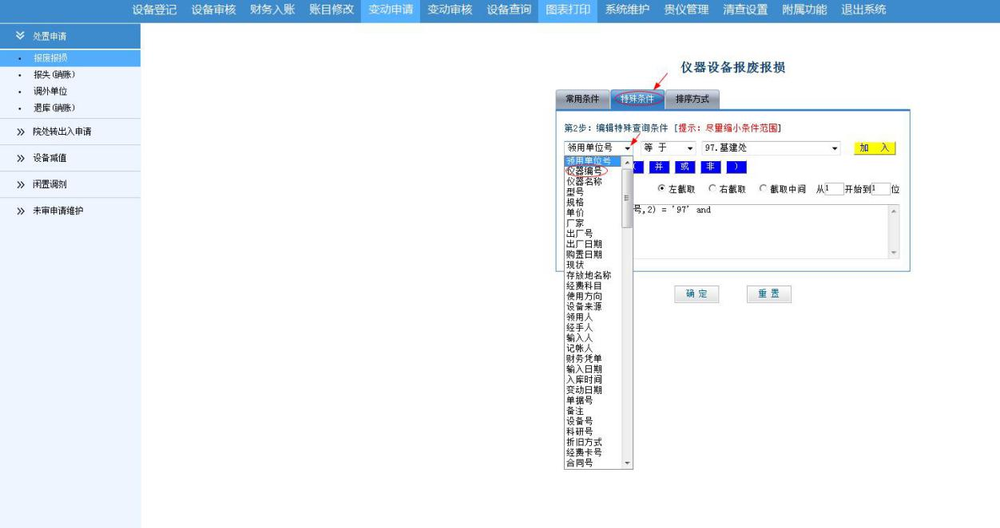 设备登记 设备审核 财务入账 账目修改 变动申请 变动审核 设备查询 图表打印 系统维护 贵仪管理 清查设置 附属功能 退出系统
处置申请
报废报损
报失(销账)
调外单位
退库(销账)
院处转出入申请
设备减值
闲置调剂
未审申请维护
仪器设备报废报损
常用条件 特殊条件 排序方式
第2步: 编辑特殊查询条件 [提示: 尽量缩小条件范围]
领用单位号 等 于 97.基建处 加 入
( 并 或 非 )
左截取 右截取 截取中间 从1开始到1位
号,2) = '97' and
领用单位号
仪器编号
仪器名称
型号
规格
单价
厂家
出厂号
出厂日期
购置日期
现状
存放地名称
经费科目
使用方向
设备来源
领用人
经手人
输入人
记帐人
财务凭单
输入日期
入库时间
变动日期
单据号
备注
设备号
科研号
折旧方式
经费卡号
合同号
确 定 重 置